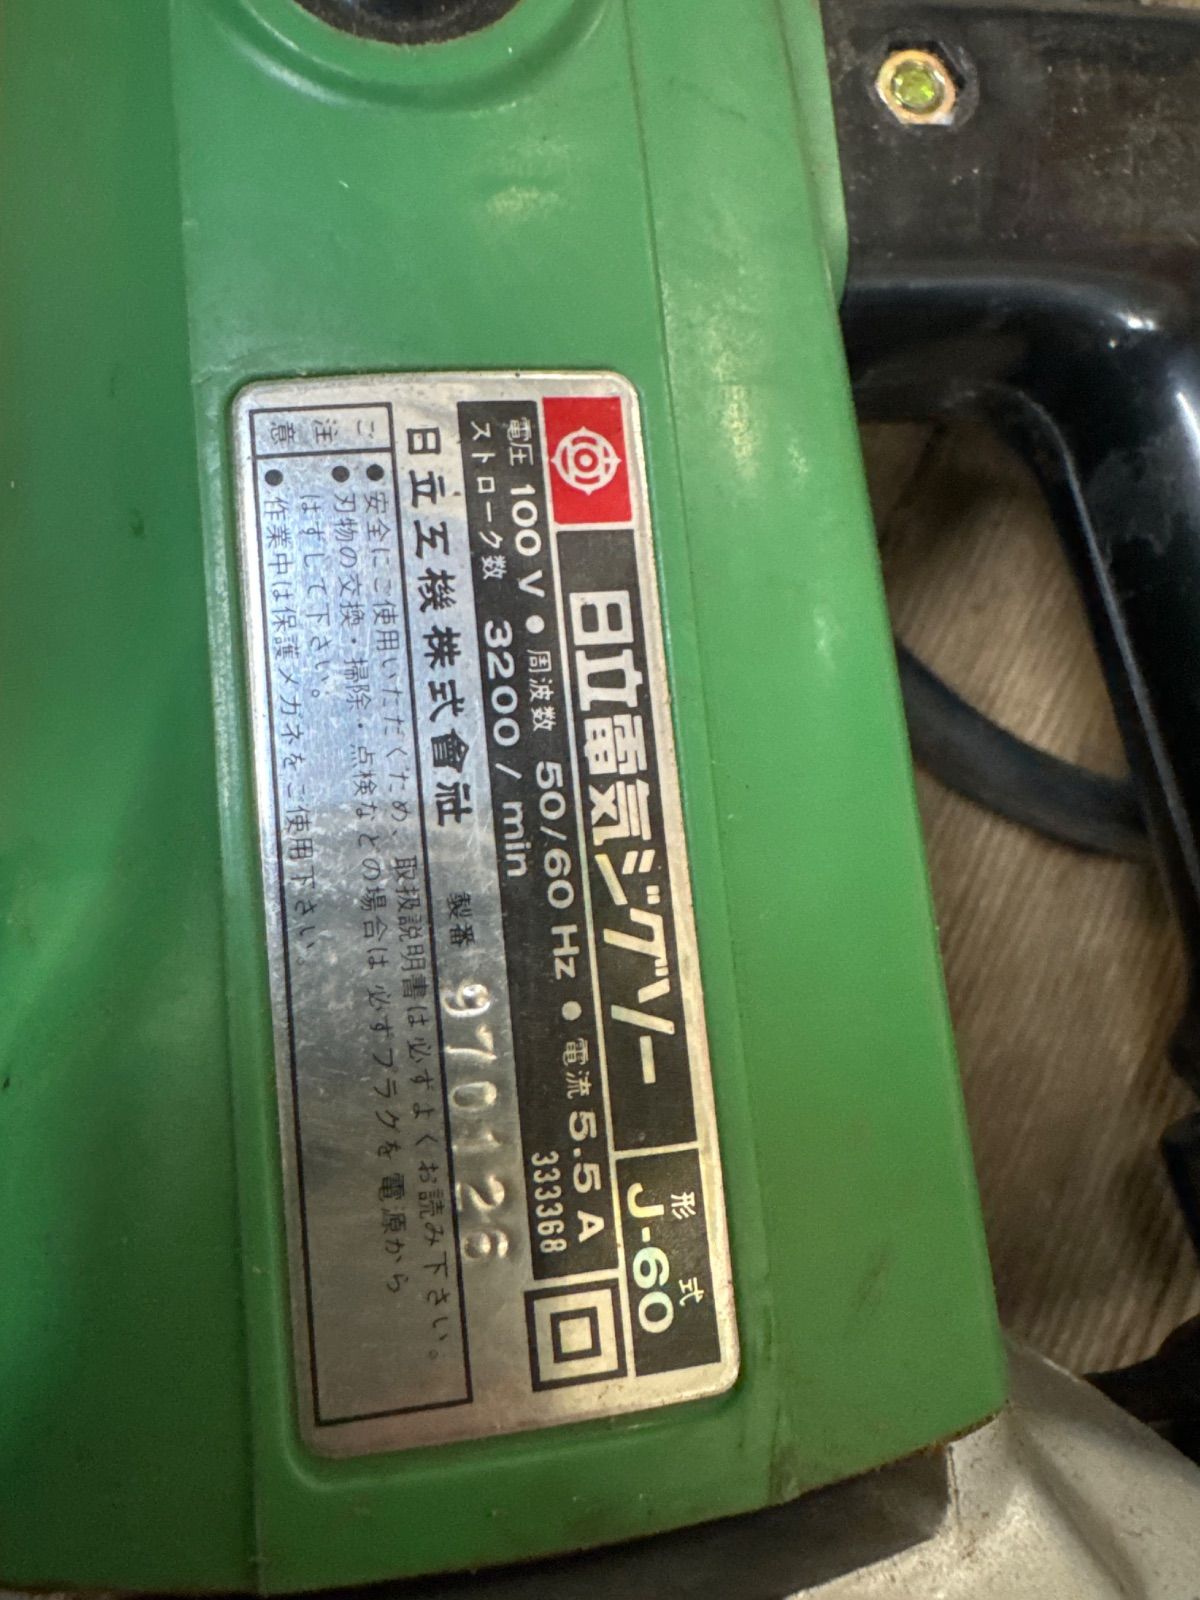 日立電気ジグソー
形式
J-60
電圧 100V ● 周波数 50/60Hz ● 電流 5.5A
ストローク数 3200/min
333368
日立工機株式會社 製番 970126
ご注意
● 安全にご使用いただくため、取扱説明書は必ずよくお読み下さい。
● 刃物の交換・掃除・点検などの場合は必ずプラグを電源から
はずして下さい。
● 作業中は保護メガネをご使用下さい。